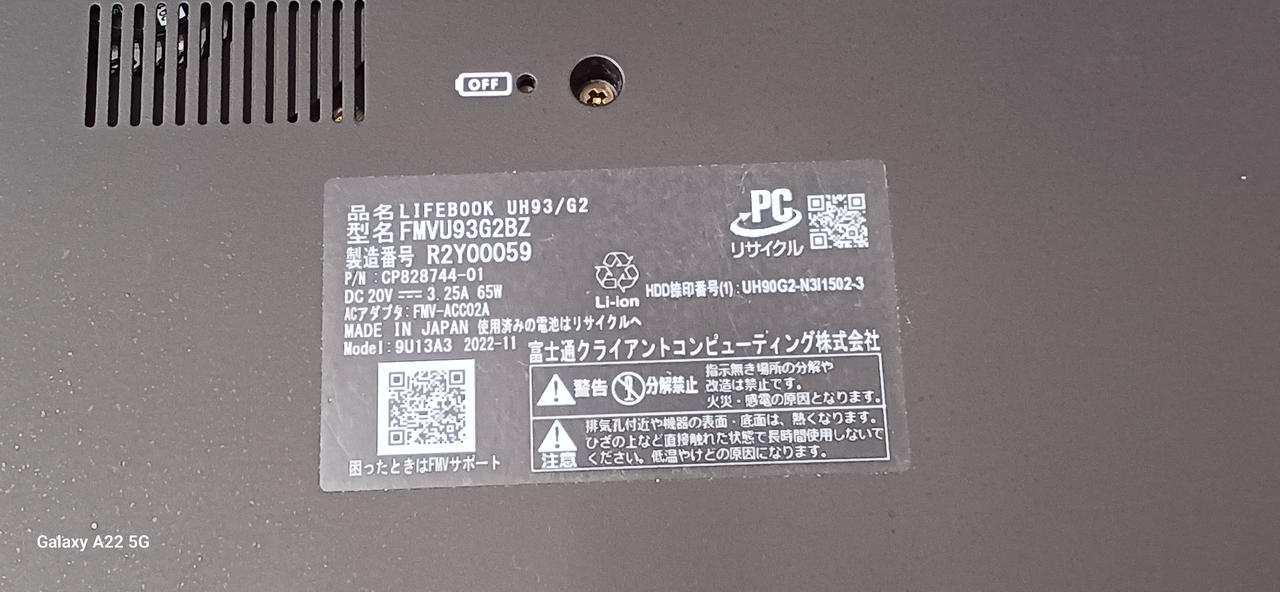 OFF
品名 LIFEBOOK UH93/G2
型名 FMVU93G2BZ
製造番号 R2Y00059
P/N : CP828744-01
DC 20V 3.25A 65W
ACアダプタ: FMV-ACC02A
MADE IN JAPAN 使用済みの電池はリサイクルへ
Model: 9U13A3 2022-11
Li-ion
PC
リサイクル
HDD捺印番号(1) : UH90G2-N3I1502-3
富士通クライアントコンピューティング株式会社
警告 分解禁止
指示無き場所の分解や
改造は禁止です。
火災・感電の原因となります。
注意
排気孔付近や機器の表面・底面は、熱くなります。
ひざの上など直接触れた状態で長時間使用しないで
ください。低温やけどの原因になります。
困ったときはFMVサポート
Galaxy A22 5G